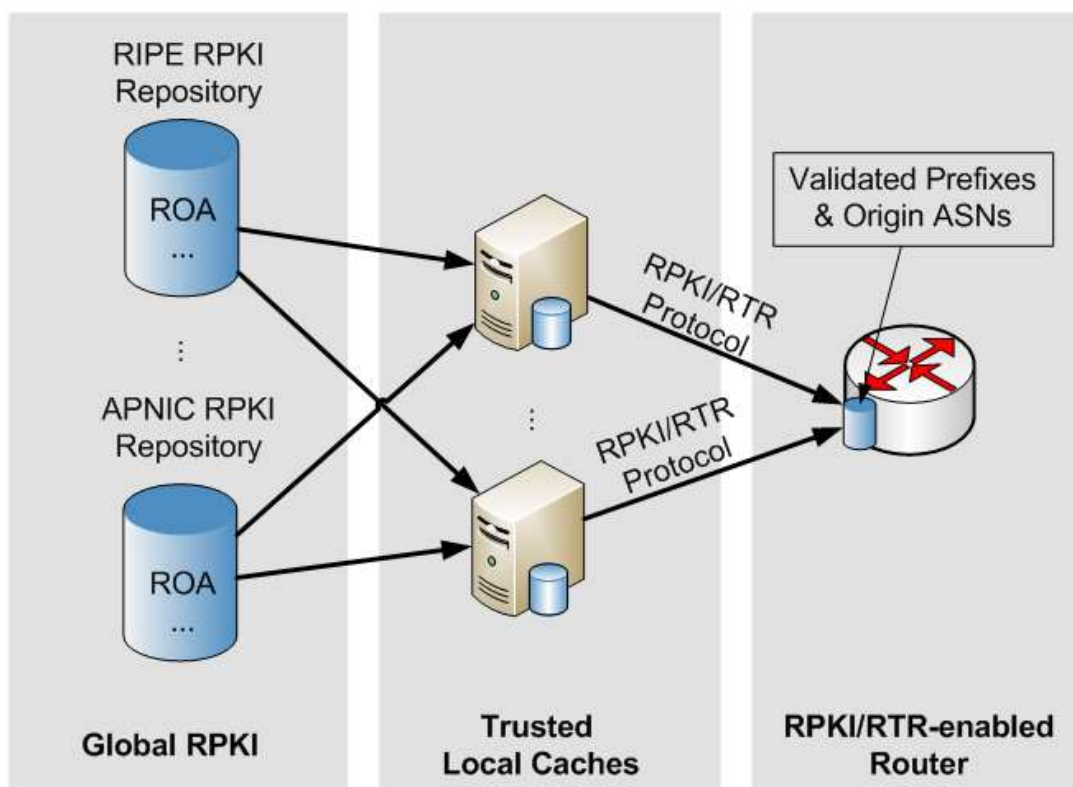 RIPE RPKI
Repository
ROA
...
...
APNIC RPKI
Repository
ROA
...
Global RPKI
...
Trusted
Local Caches
RPKI/RTR
Protocol
RPKI/RTR
Protocol
Validated Prefixes
& Origin ASNs
RPKI/RTR-enabled
Router